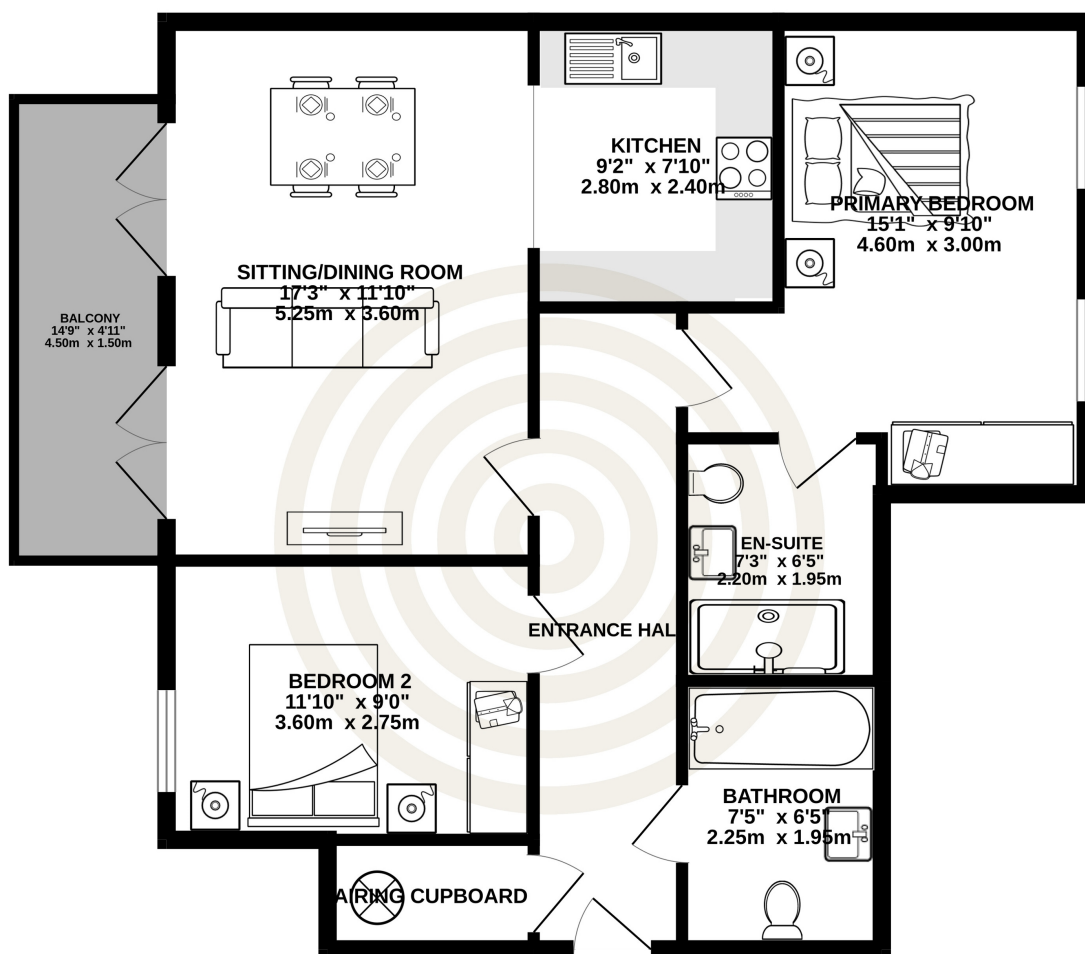 KITCHEN
9'2" x 7'10"
2.80m x 2.40m
PRIMARY BEDROOM
15'1" x 9'10"
4.60m x 3.00m
SITTING/DINING ROOM
17'3" x 11'10"
5.25m x 3.60m
BALCONY
14'9" x 4'11"
4.50m x 1.50m
EN-SUITE
7'3" x 6'5"
2.20m x 1.95m
ENTRANCE HAL
BEDROOM 2
11'10" x 9'0"
3.60m x 2.75m
BATHROOM
7'5" x 6'5"
2.25m x 1.95m
AIRING CUPBOARD